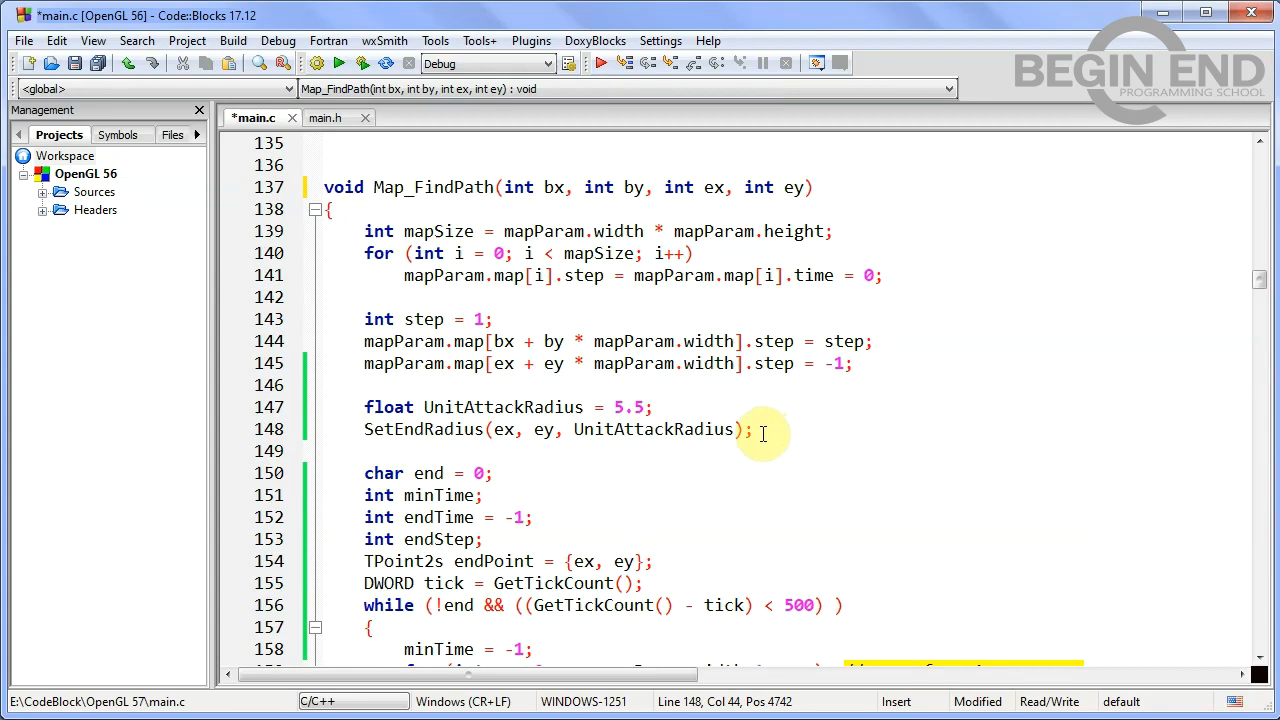 *main.c [OpenGL 56] - Code::Blocks 17.12
BEGIN END
PROGRAMMING SCHOOL
File Edit View Search Project Build Debug Fortran wxSmith Tools Tools+ Plugins DoxyBlocks Settings Help
Debug
<global> Map_FindPath(int bx, int by, int ex, int ey) : void
Management
*main.c main.h
Projects Symbols Files
Workspace
OpenGL 56
Sources
Headers
135
136
137 void Map_FindPath(int bx, int by, int ex, int ey)
138 {
139 int mapSize = mapParam.width * mapParam.height;
140 for (int i = 0; i < mapSize; i++)
141 mapParam.map[i].step = mapParam.map[i].time = 0;
142
143 int step = 1;
144 mapParam.map[bx + by * mapParam.width].step = step;
145 mapParam.map[ex + ey * mapParam.width].step = -1;
146
147 float UnitAttackRadius = 5.5;
148 SetEndRadius(ex, ey, UnitAttackRadius);
149
150 char end = 0;
151 int minTime;
152 int endTime = -1;
153 int endStep;
154 TPoint2s endPoint = {ex, ey};
155 DWORD tick = GetTickCount();
156 while (!end && ((GetTickCount() - tick) < 500) )
157 {
158 minTime = -1;
E:\CodeBlock\OpenGL 57\main.c C/C++ Windows (CR+LF) WINDOWS-1251 Line 148, Col 44, Pos 4742 Insert Modified Read/Write default